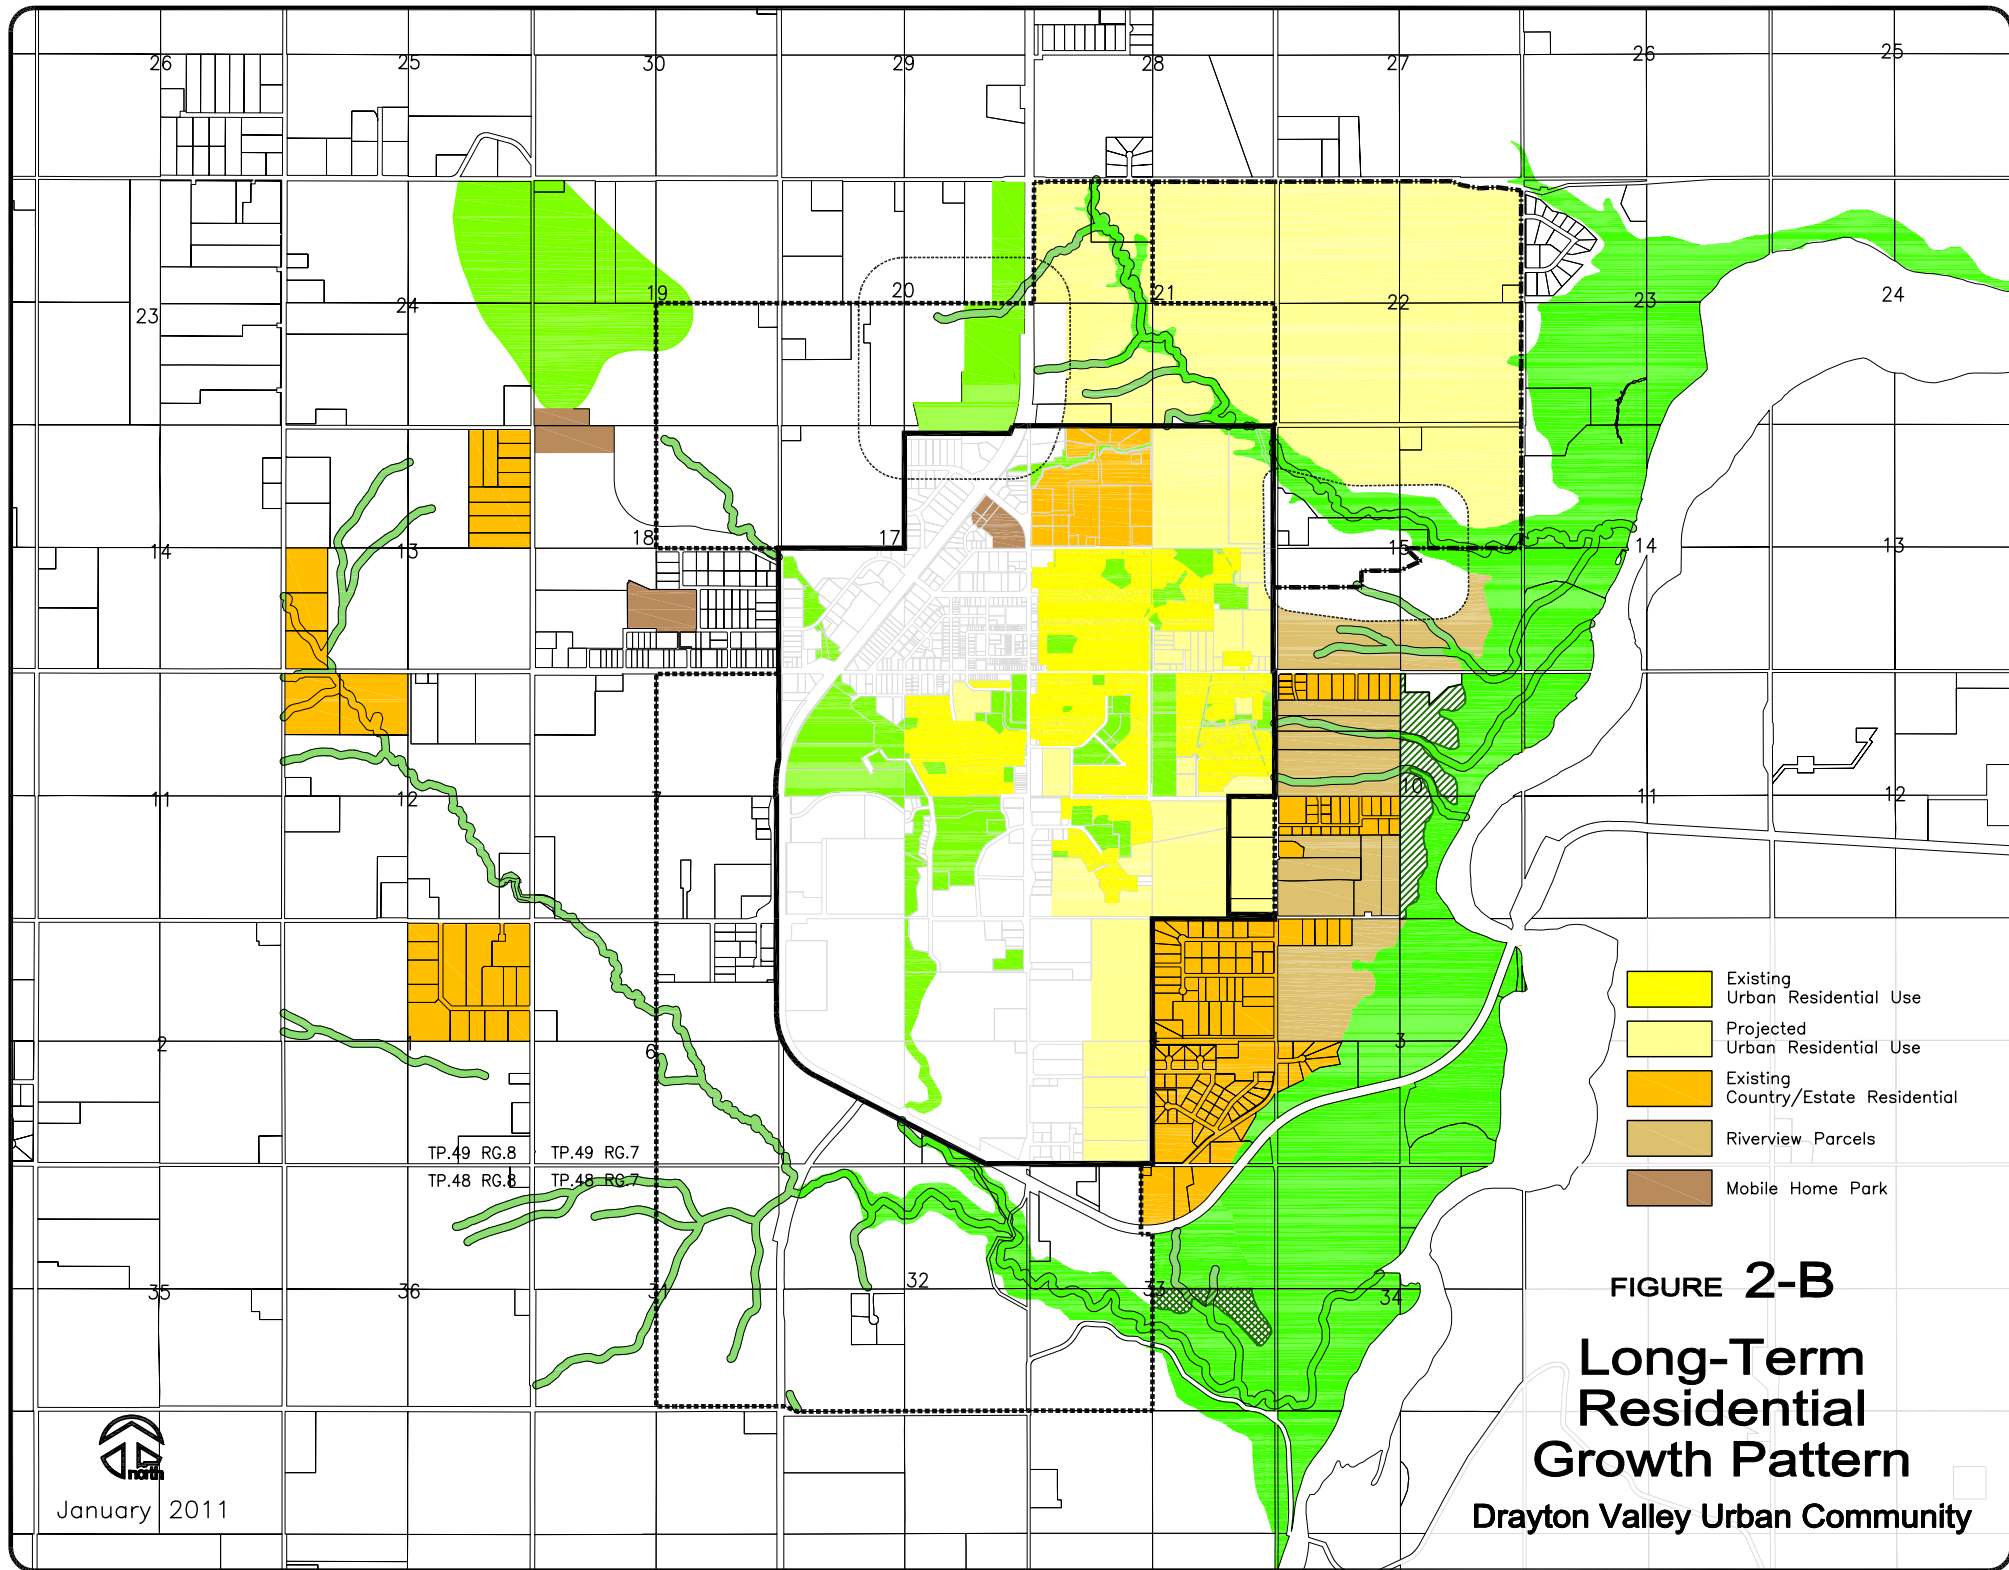 26 25 30 29 28 27 26 25
23 24 19 20 21 22 23 24
14 13 18 17 15 14 13
11 12 7 10 11 12
2 1 6 4 3
TP.49 RG.8 TP.49 RG.7
TP.48 RG.8 TP.48 RG.7
35 36 31 32 33 34
Existing
Urban Residential Use
Projected
Urban Residential Use
Existing
Country/Estate Residential
Riverview Parcels
Mobile Home Park
FIGURE 2-B
Long-Term
Residential
Growth Pattern
Drayton Valley Urban Community
north
January 2011